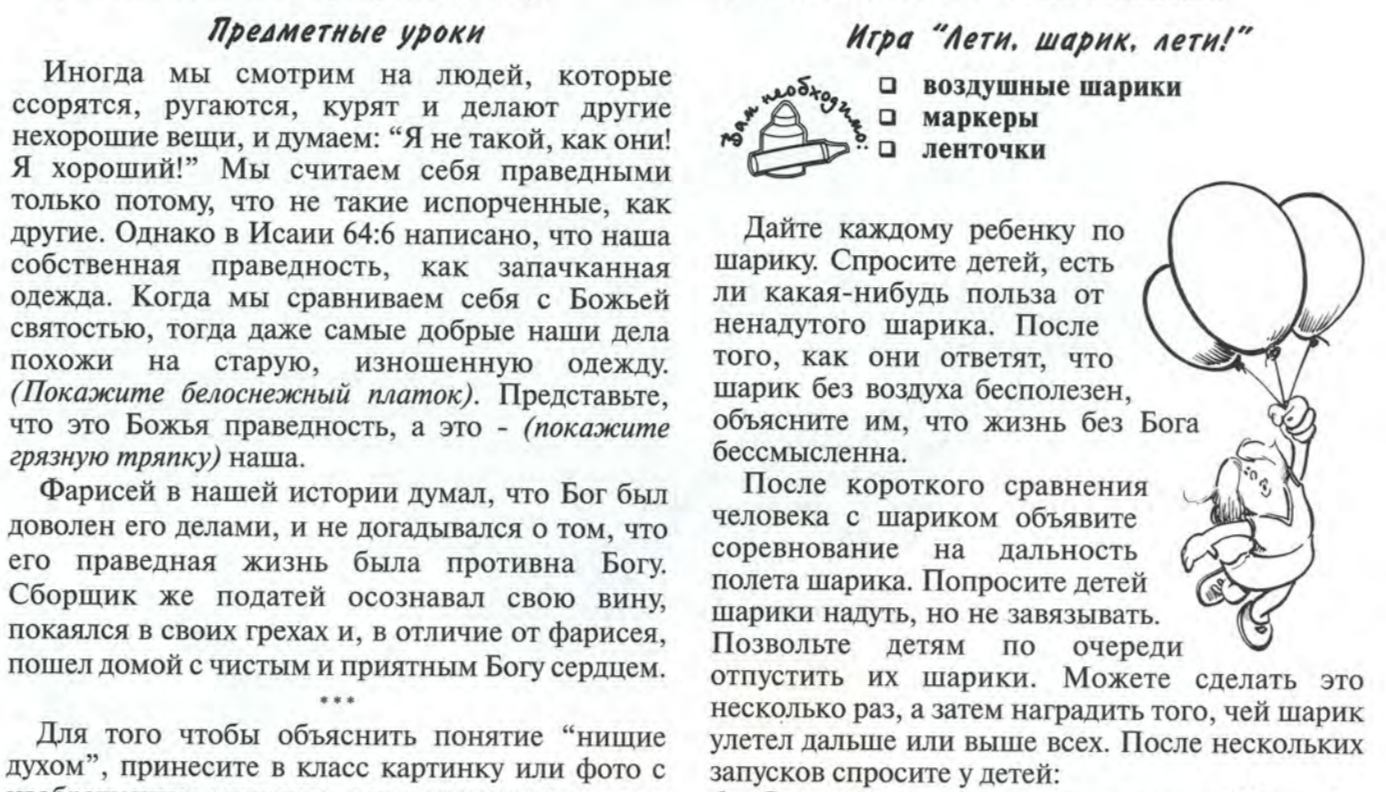 Предметные уроки
Иногда мы смотрим на людей, которые
ссорятся, ругаются, курят и делают другие
нехорошие вещи, и думаем: “Я не такой, как они!
Я хороший!” Мы считаем себя праведными
только потому, что не такие испорченные, как
другие. Однако в Исаии 64:6 написано, что наша
собственная праведность, как запачканная
одежда. Когда мы сравниваем себя с Божьей
святостью, тогда даже самые добрые наши дела
похожи на старую, изношенную одежду.
(Покажите белоснежный платок). Представьте,
что это Божья праведность, а это - (покажите
грязную тряпку) наша.
Фарисей в нашей истории думал, что Бог был
доволен его делами, и не догадывался о том, что
его праведная жизнь была противна Богу.
Сборщик же податей осознавал свою вину,
покаялся в своих грехах и, в отличие от фарисея,
пошел домой с чистым и приятным Богу сердцем.
***
Для того чтобы объяснить понятие “нищие
духом”, принесите в класс картинку или фото с
Игра “Лети, шарик, лети!”
Вам необходимо:
❑ воздушные шарики
❑ маркеры
❑ ленточки
Дайте каждому ребенку по
шарику. Спросите детей, есть
ли какая-нибудь польза от
ненадутого шарика. После
того, как они ответят, что
шарик без воздуха бесполезен,
объясните им, что жизнь без Бога
бессмысленна.
После короткого сравнения
человека с шариком объявите
соревнование на дальность
полета шарика. Попросите детей
шарики надуть, но не завязывать.
Позвольте детям по очереди
отпустить их шарики. Можете сделать это
несколько раз, а затем наградить того, чей шарик
улетел дальше или выше всех. После нескольких
запусков спросите у детей: